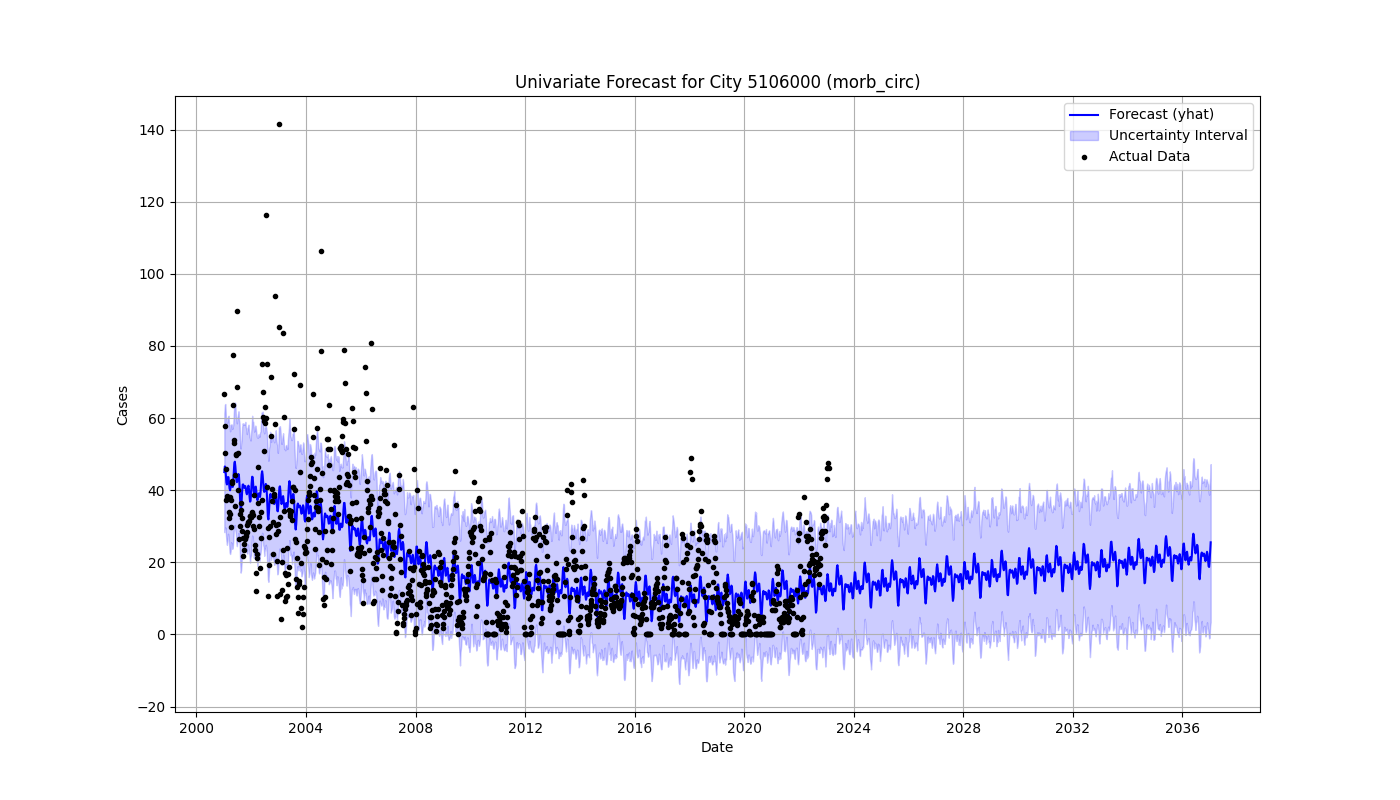 Univariate Forecast for City 5106000 (morb_circ)
Forecast (yhat)
Uncertainty Interval
Actual Data
Cases
140
120
100
80
60
40
20
0
−20
2000 2004 2008 2012 2016 2020 2024 2028 2032 2036
Date